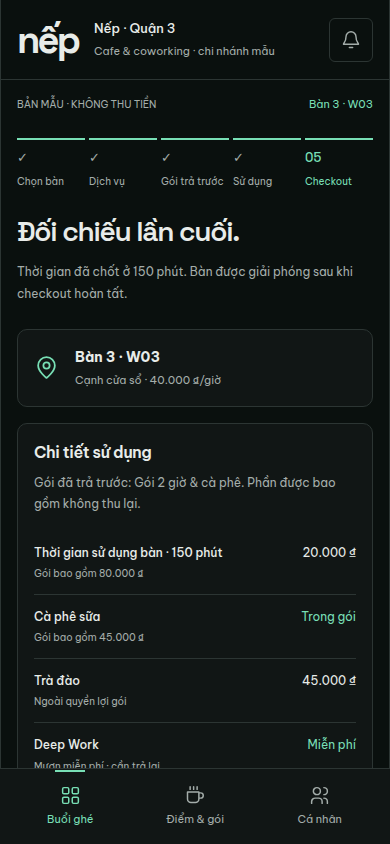 nếp
Nếp · Quận 3
Cafe & coworking · chi nhánh mẫu
BẢN MẪU · KHÔNG THU TIỀN
Bàn 3 · W03
✓ ✓ ✓ ✓ 05
Chọn bàn Dịch vụ Gói trả trước Sử dụng Checkout
Đối chiếu lần cuối.
Thời gian đã chốt ở 150 phút. Bàn được giải phóng sau khi
checkout hoàn tất.
Bàn 3 · W03
Cạnh cửa sổ · 40.000 ₫/giờ
Chi tiết sử dụng
Gói đã trả trước: Gói 2 giờ & cà phê. Phần được bao
gồm không thu lại.
Thời gian sử dụng bàn · 150 phút 20.000 ₫
Gói bao gồm 80.000 ₫
Cà phê sữa Trong gói
Gói bao gồm 45.000 ₫
Trà đào 45.000 ₫
Ngoài quyền lợi gói
Deep Work Miễn phí
Mượn miễn phí · cần trả lại
Buổi ghé Điểm & gói Cá nhân